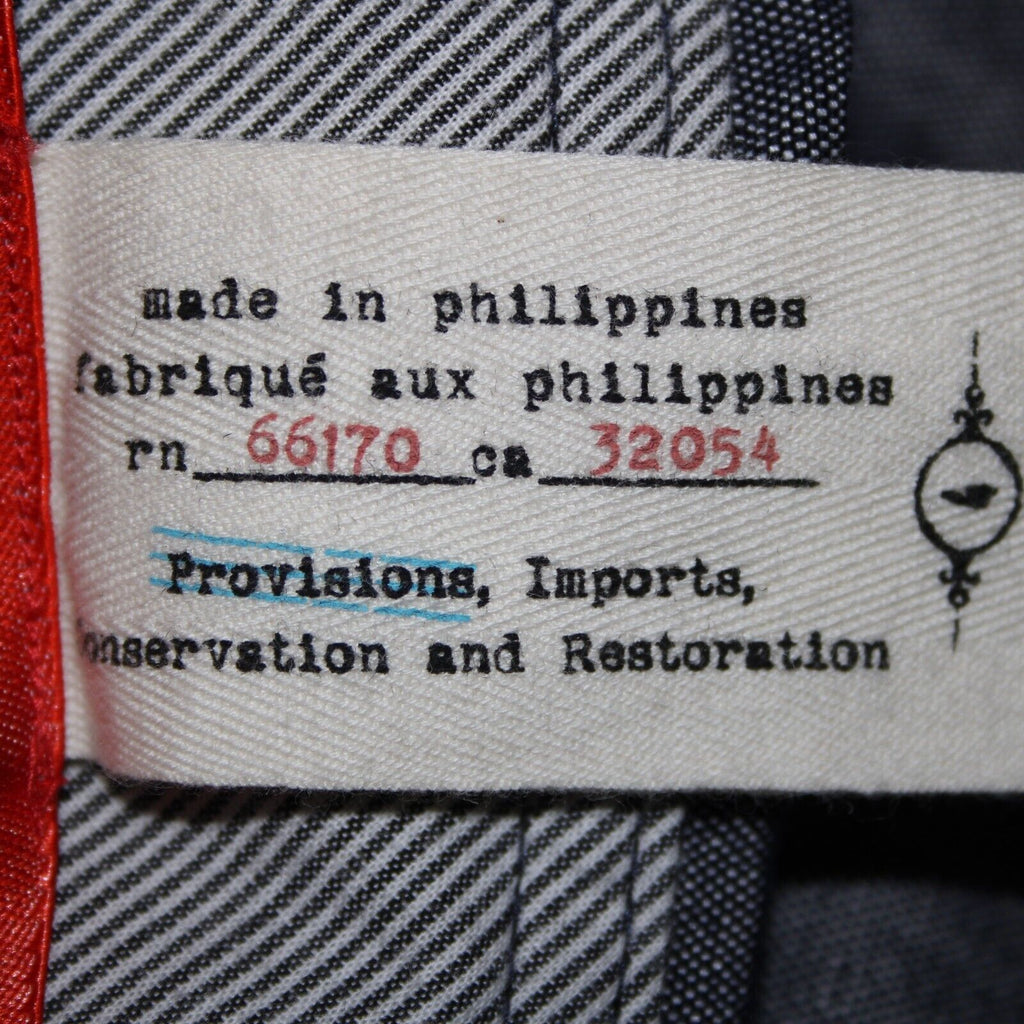 made in philippines
fabriqué aux philippines
rn 66170 ca 32054
Provisions, Imports,
Conservation and Restoration